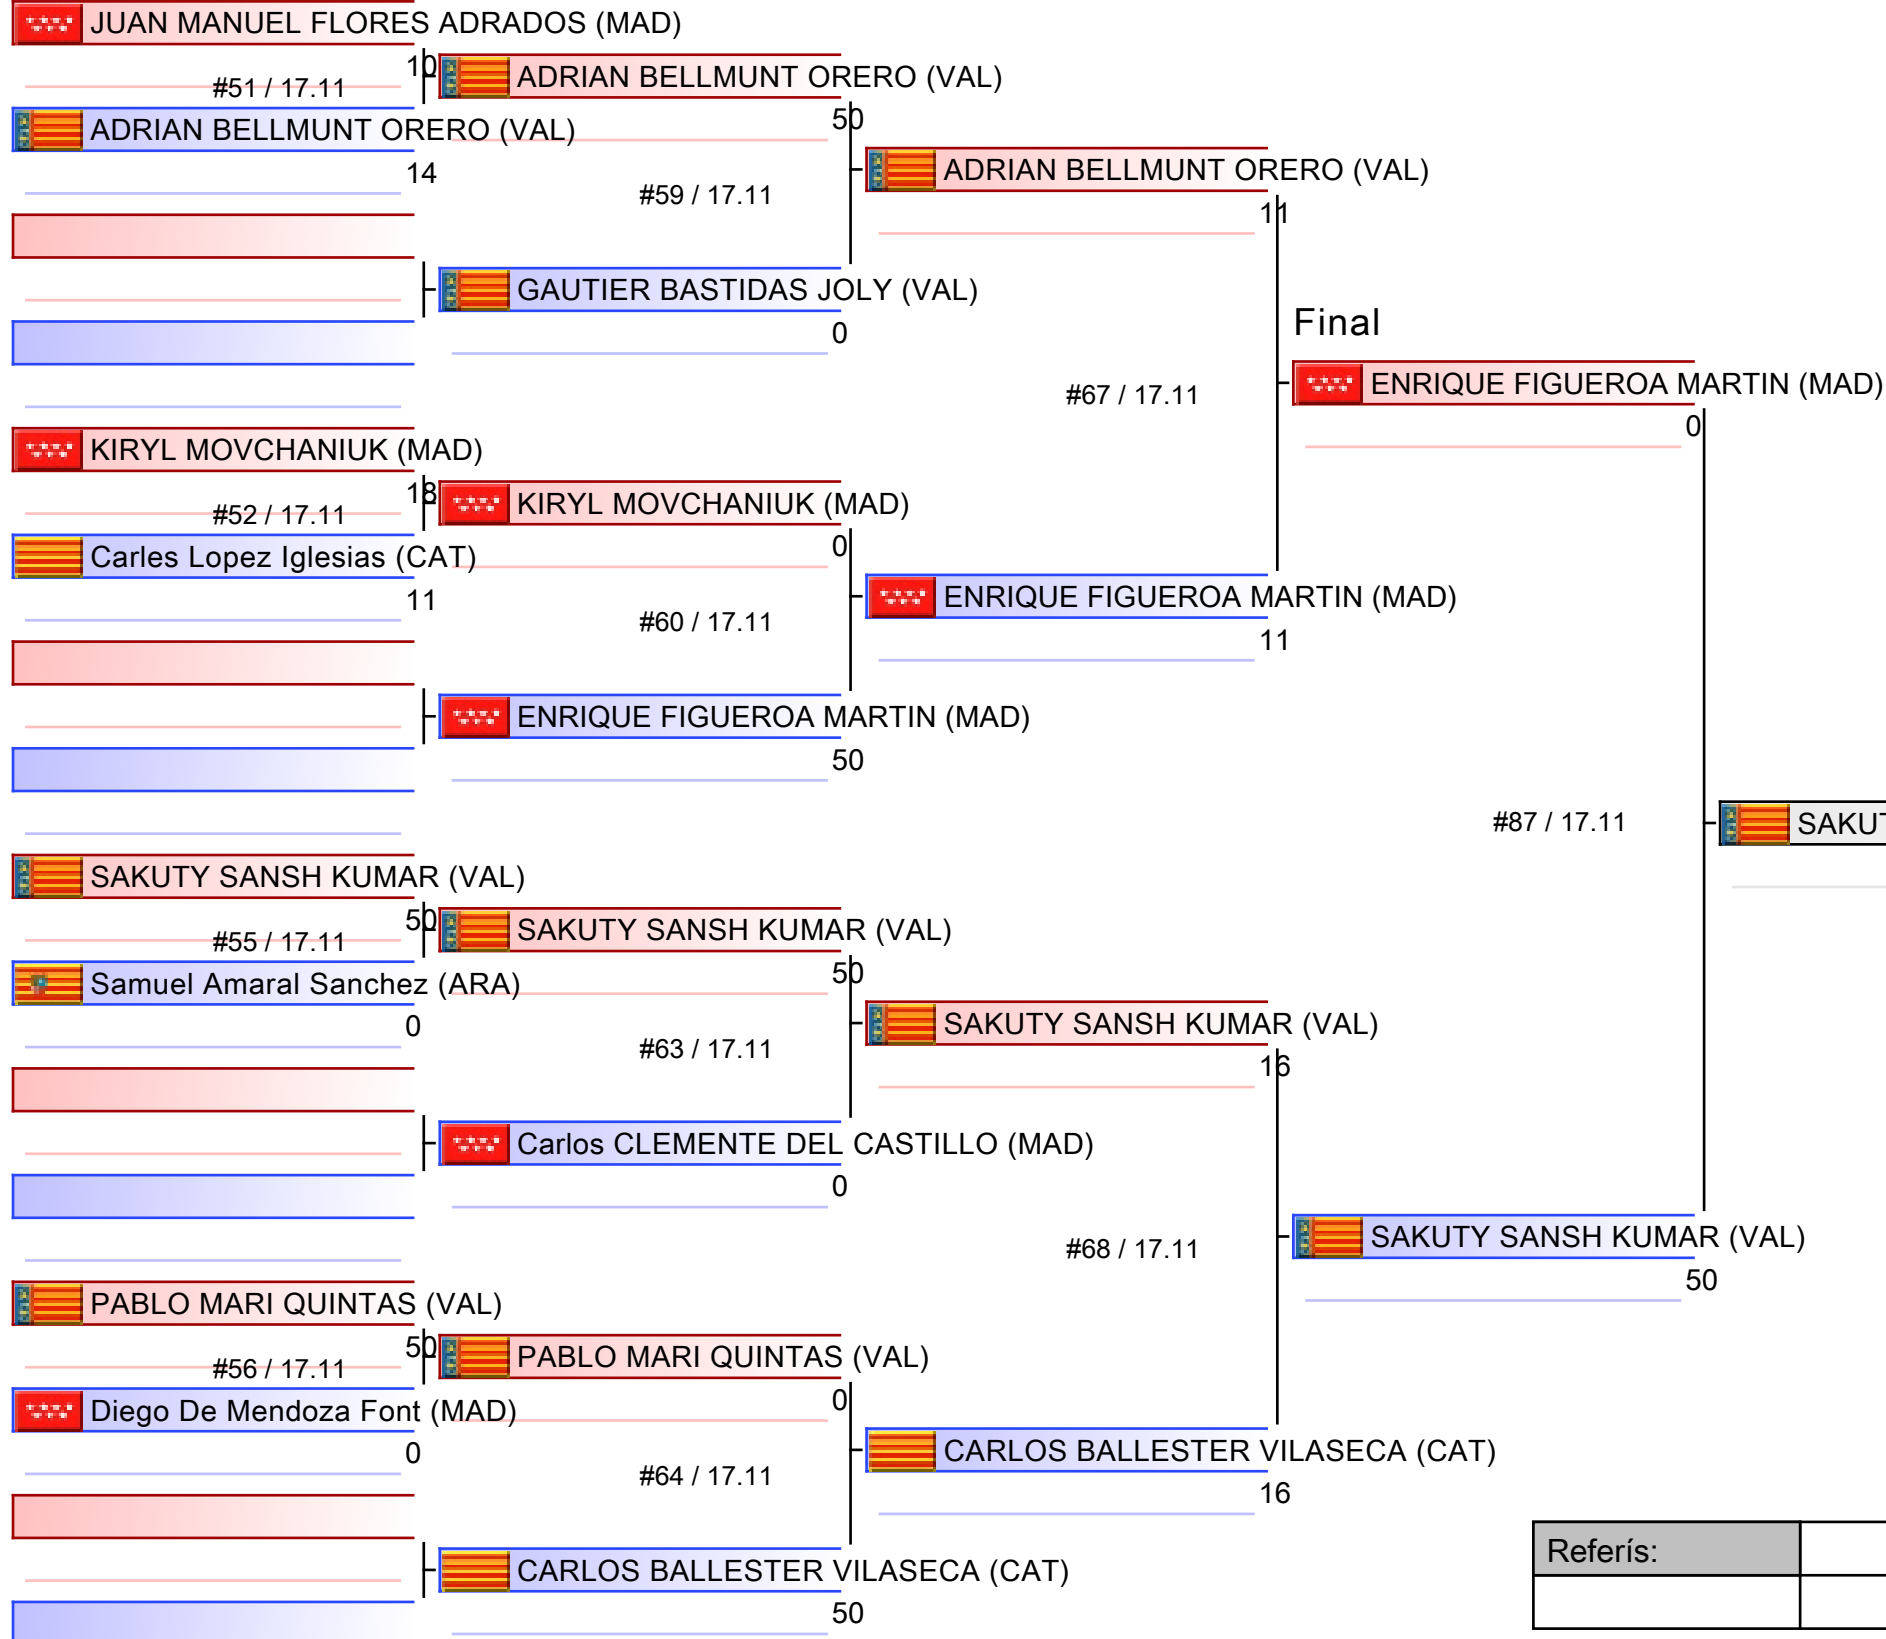 JUAN MANUEL FLORES ADRADOS (MAD)
10
#51 / 17.11
ADRIAN BELLMUNT ORERO (VAL)
14
ADRIAN BELLMUNT ORERO (VAL)
50
#59 / 17.11
GAUTIER BASTIDAS JOLY (VAL)
0
ADRIAN BELLMUNT ORERO (VAL)
11
#67 / 17.11
KIRYL MOVCHANIUK (MAD)
18
#52 / 17.11
Carles Lopez Iglesias (CAT)
11
KIRYL MOVCHANIUK (MAD)
0
#60 / 17.11
ENRIQUE FIGUEROA MARTIN (MAD)
50
ENRIQUE FIGUEROA MARTIN (MAD)
11
Final
ENRIQUE FIGUEROA MARTIN (MAD)
0
#87 / 17.11
SAKUTY SANSH KUMAR (VAL)
50
#55 / 17.11
Samuel Amaral Sanchez (ARA)
0
SAKUTY SANSH KUMAR (VAL)
50
#63 / 17.11
Carlos CLEMENTE DEL CASTILLO (MAD)
0
SAKUTY SANSH KUMAR (VAL)
16
#68 / 17.11
PABLO MARI QUINTAS (VAL)
50
#56 / 17.11
Diego De Mendoza Font (MAD)
0
PABLO MARI QUINTAS (VAL)
0
#64 / 17.11
CARLOS BALLESTER VILASECA (CAT)
50
CARLOS BALLESTER VILASECA (CAT)
16
SAKUTY SANSH KUMAR (VAL)
50
Referís: